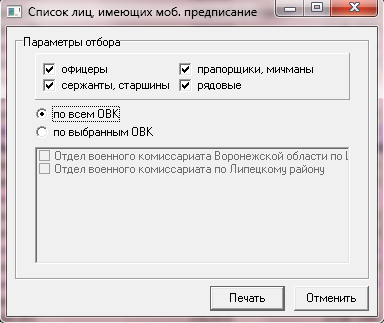 Список лиц, имеющих моб. предписание
Параметры отбора
офицеры
прапорщики, мичманы
сержанты, старшины
рядовые
по всем ОВК
по выбранным ОВК
Отдел военного комиссариата Воронежской области по
Отдел военного комиссариата по Липецкому району
Печать
Отменить